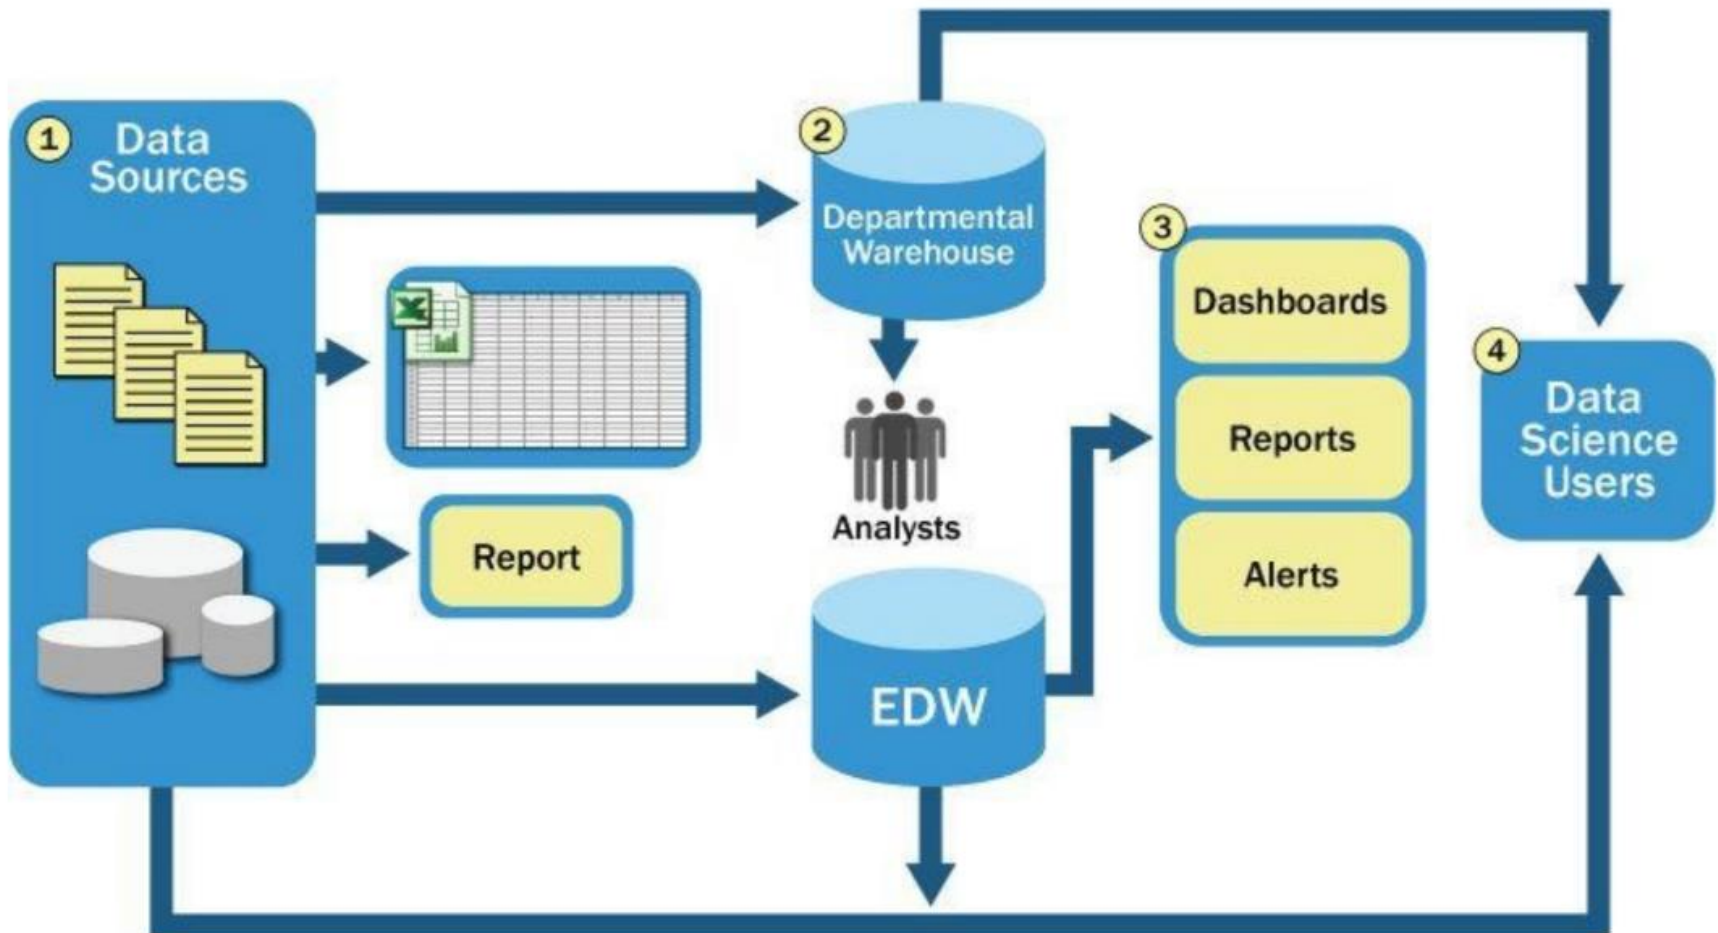 1
Data
Sources
Report
2
Departmental
Warehouse
Analysts
EDW
3
Dashboards
Reports
Alerts
4
Data
Science
Users